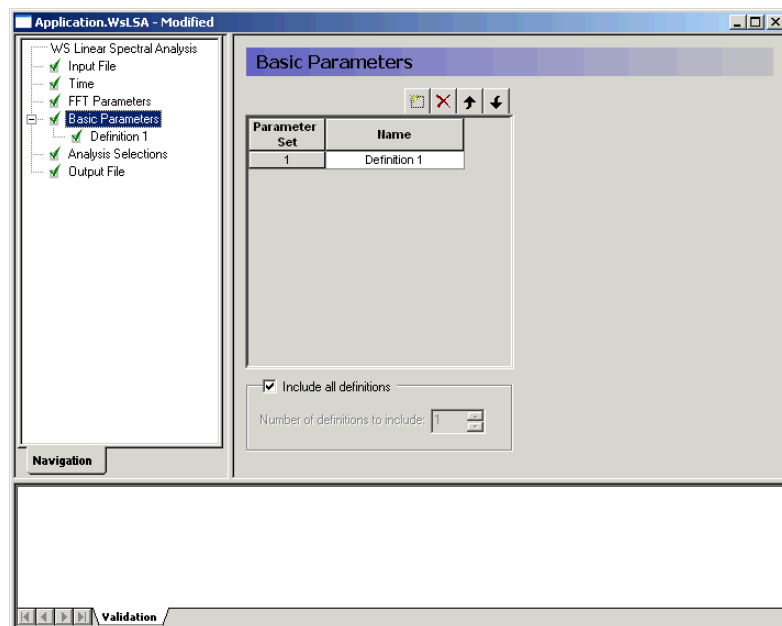 Application.WsLSA - Modified
WS Linear Spectral Analysis
Input File
Time
FFT Parameters
Basic Parameters
Definition 1
Analysis Selections
Output File
Navigation
Basic Parameters
Parameter Set Name
1 Definition 1
Include all definitions
Number of definitions to include: 1
Validation